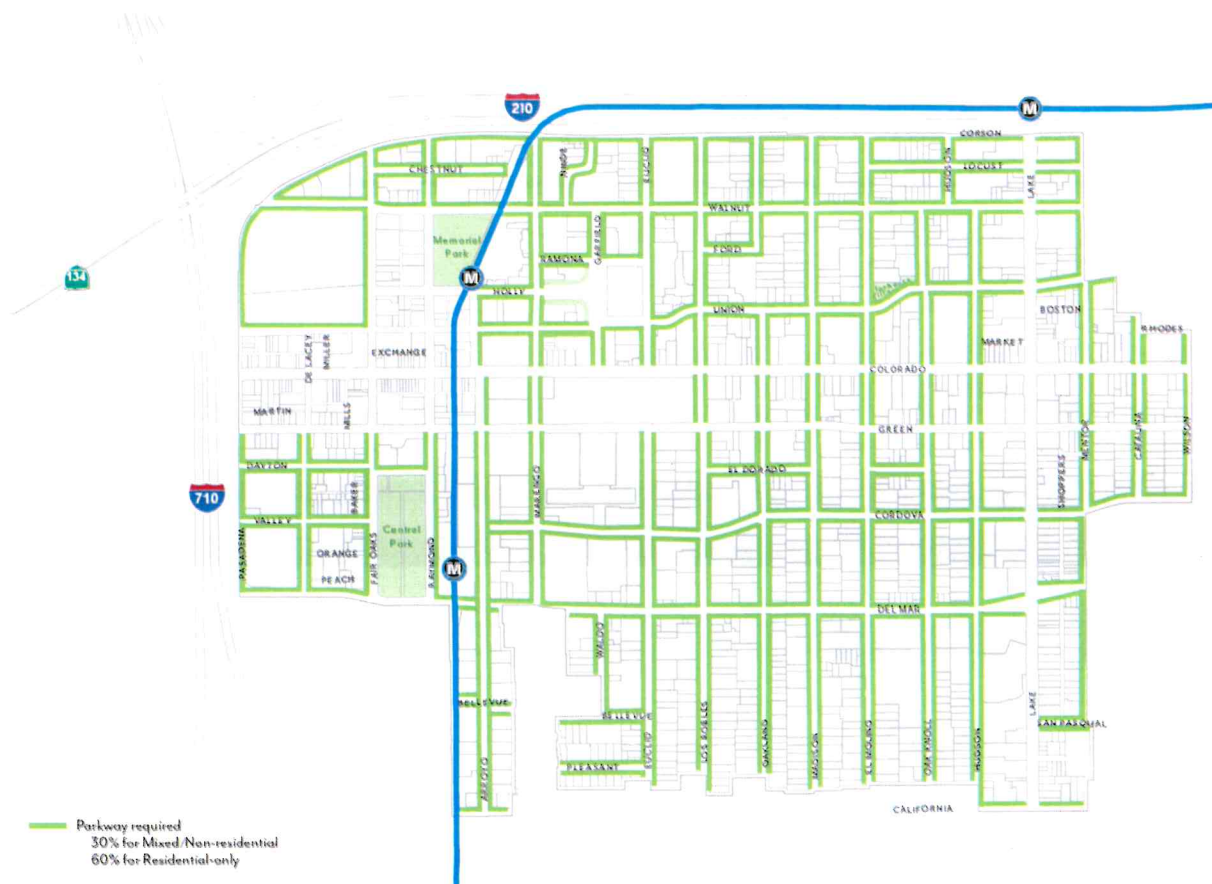 210
M
CORSON
CHESTNUT
NINDE
EUCLID
HUDSON
LOCUST
LAKE
WALNUT
Memorial
Park
GARFIELD
FORD
RAMONA
134
M
HOLLY
UNION
BOSTON
RHODES
DE LACEY
MILLER
EXCHANGE
MARKET
COLORADO
MARTIN
MILLS
GREEN
MENTOR
CATALINA
WILSON
DAYTON
EL DORADO
SHOPPERS
710
BAKER
MARENGO
VALLEY
Central
Park
CORDOVA
PASADENA
ORANGE
PEACH
FAIR OAKS
RAYMOND
M
DEL MAR
WALDO
BELLEVUE
BELLEVUE
LAKE
SAN PASQUAL
PLEASANT
ARROYO
EUCLID
LOS ROBLES
OAKLAND
MADISON
EL MOLINO
OAK KNOLL
HUDSON
CALIFORNIA
Parkway required
30% for Mixed/Non-residential
60% for Residential-only